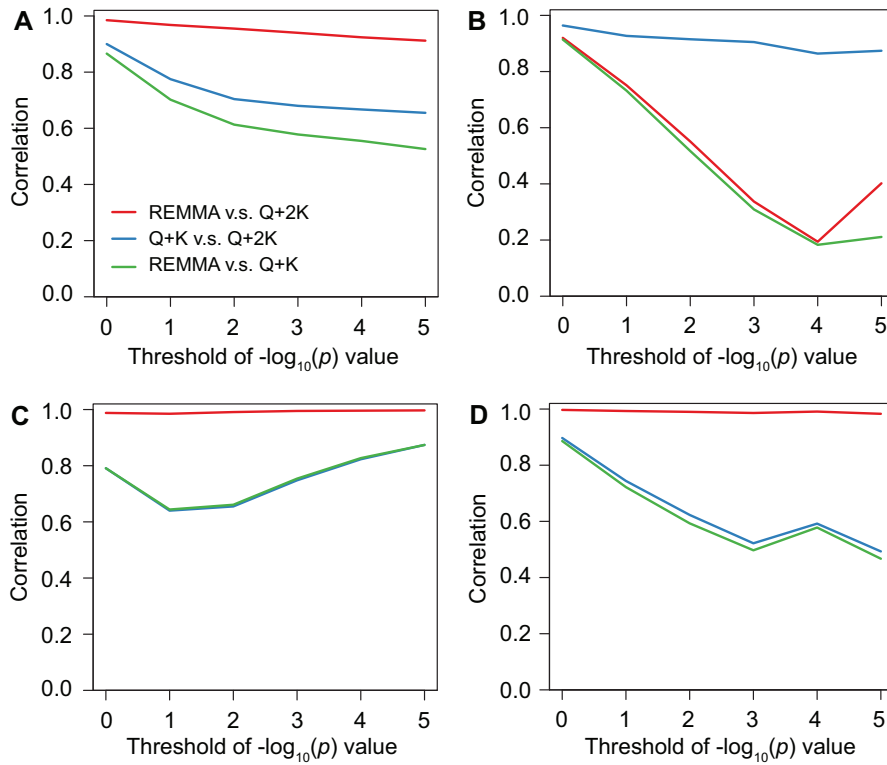 A
1.0
0.8
0.6
0.4
0.2
0.0
Correlation
REMMA v.s. Q+2K
Q+K v.s. Q+2K
REMMA v.s. Q+K
0 1 2 3 4 5
Threshold of -log10(p) value
B
1.0
0.8
0.6
0.4
0.2
0.0
Correlation
0 1 2 3 4 5
Threshold of -log10(p) value
C
1.0
0.8
0.6
0.4
0.2
0.0
Correlation
0 1 2 3 4 5
Threshold of -log10(p) value
D
1.0
0.8
0.6
0.4
0.2
0.0
Correlation
0 1 2 3 4 5
Threshold of -log10(p) value